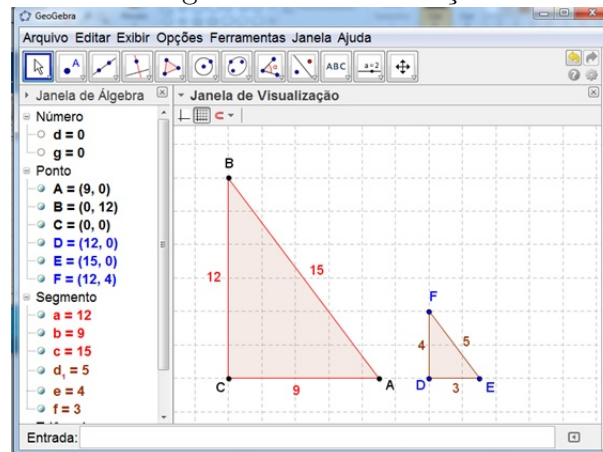 GeoGebra
Arquivo Editar Exibir Opções Ferramentas Janela Ajuda
A
ABC
a=2
Janela de Álgebra
Número
d = 0
g = 0
Ponto
A = (9, 0)
B = (0, 12)
C = (0, 0)
D = (12, 0)
E = (15, 0)
F = (12, 4)
Segmento
a = 12
b = 9
c = 15
d₁ = 5
e = 4
f = 3
Janela de Visualização
B
12
15
C
9
A
F
4
5
D
3
E
Entrada: